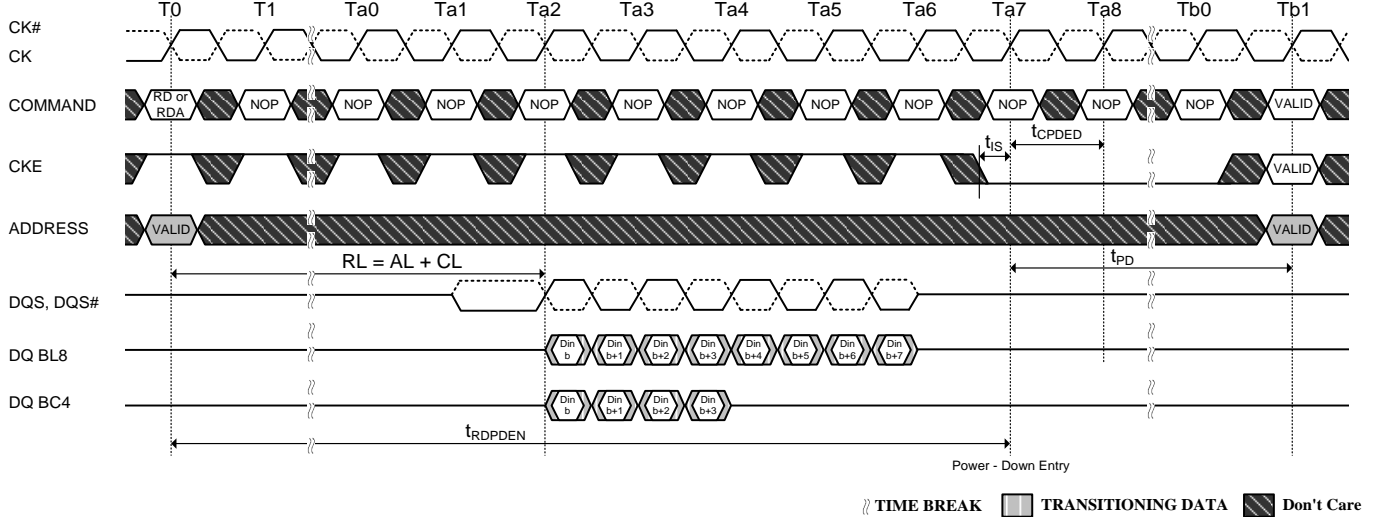 T0 T1 Ta0 Ta1 Ta2 Ta3 Ta4 Ta5 Ta6 Ta7 Ta8 Tb0 Tb1
CK#
CK
COMMAND RD or RDA NOP NOP NOP NOP NOP NOP NOP NOP NOP NOP NOP VALID
tIS tCPDED
CKE VALID
ADDRESS VALID VALID
RL = AL + CL tPD
DQS, DQS#
DQ BL8 Din b Din b+1 Din b+2 Din b+3 Din b+4 Din b+5 Din b+6 Din b+7
DQ BC4 Din b Din b+1 Din b+2 Din b+3
tRDPDEN
Power - Down Entry
TIME BREAK TRANSITIONING DATA Don't Care